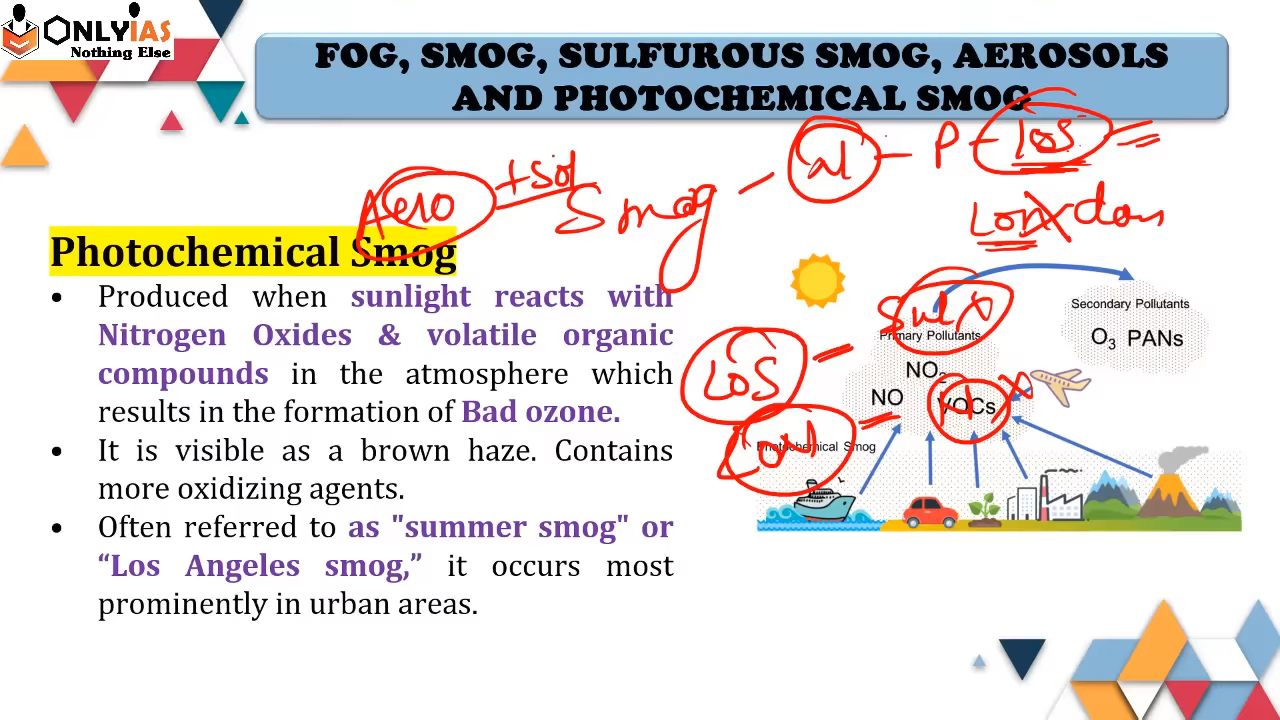 ONLYIAS
Nothing Else
FOG, SMOG, SULFUROUS SMOG, AEROSOLS
AND PHOTOCHEMICAL SMOG
Aero + Sol
Smog - al - P - Los =
London
Photochemical Smog
• Produced when sunlight reacts with
Nitrogen Oxides & volatile organic
compounds in the atmosphere which
results in the formation of Bad ozone.
• It is visible as a brown haze. Contains
more oxidizing agents.
• Often referred to as "summer smog" or
“Los Angeles smog,” it occurs most
prominently in urban areas.
Sul
Primary Pollutants
NO2
NO
VOCs
Secondary Pollutants
O3 PANs
LOS =
LON =
Photochemical Smog